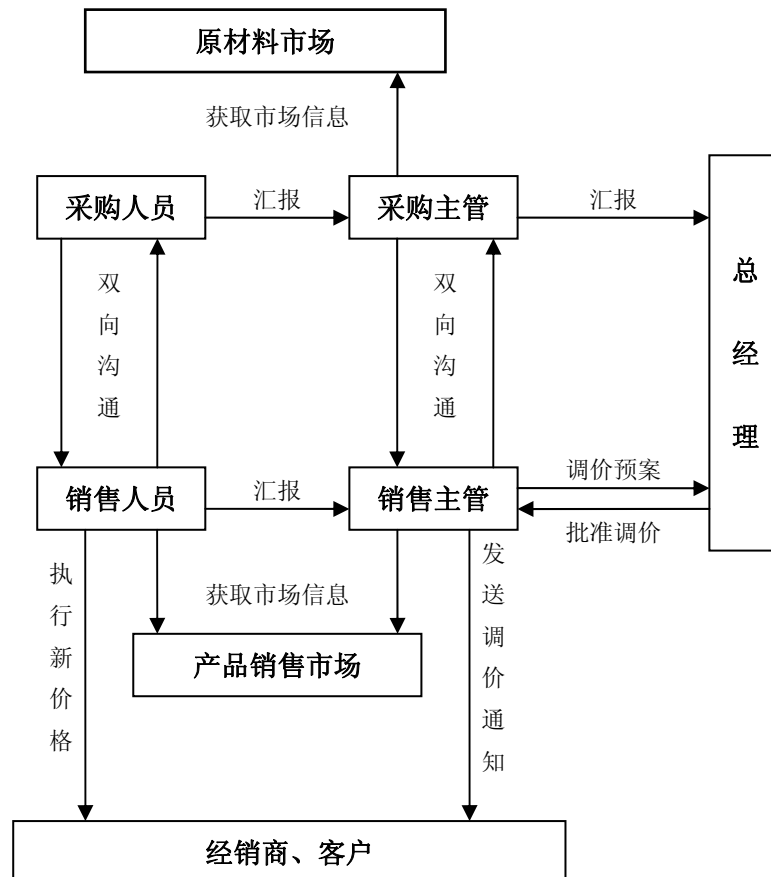 原材料市场
获取市场信息
采购人员
汇报
采购主管
汇报
总经理
双向沟通
双向沟通
销售人员
汇报
销售主管
调价预案
批准调价
执行新价格
获取市场信息
发送调价通知
产品销售市场
经销商、客户